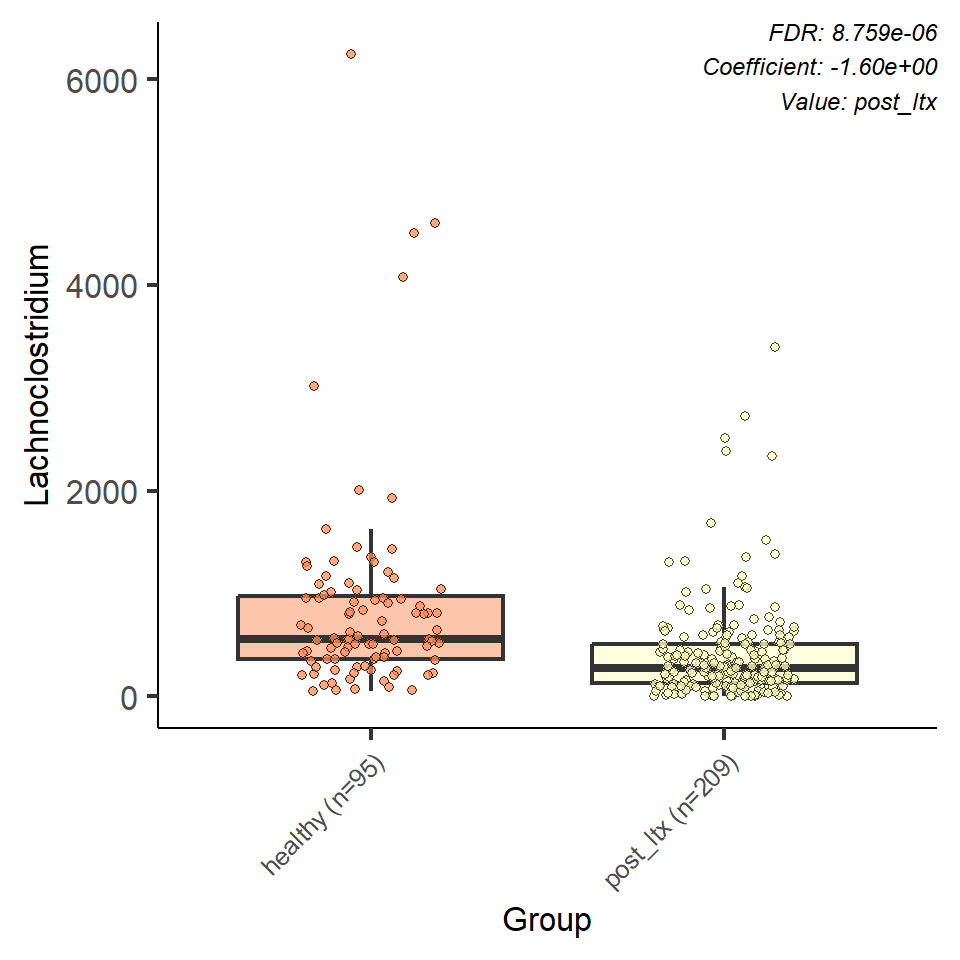 FDR: 8.759e-06
Coefficient: -1.60e+00
Value: post_ltx
6000
4000
2000
0
Lachnoclostridium
healthy (n=95)
post_ltx (n=209)
Group